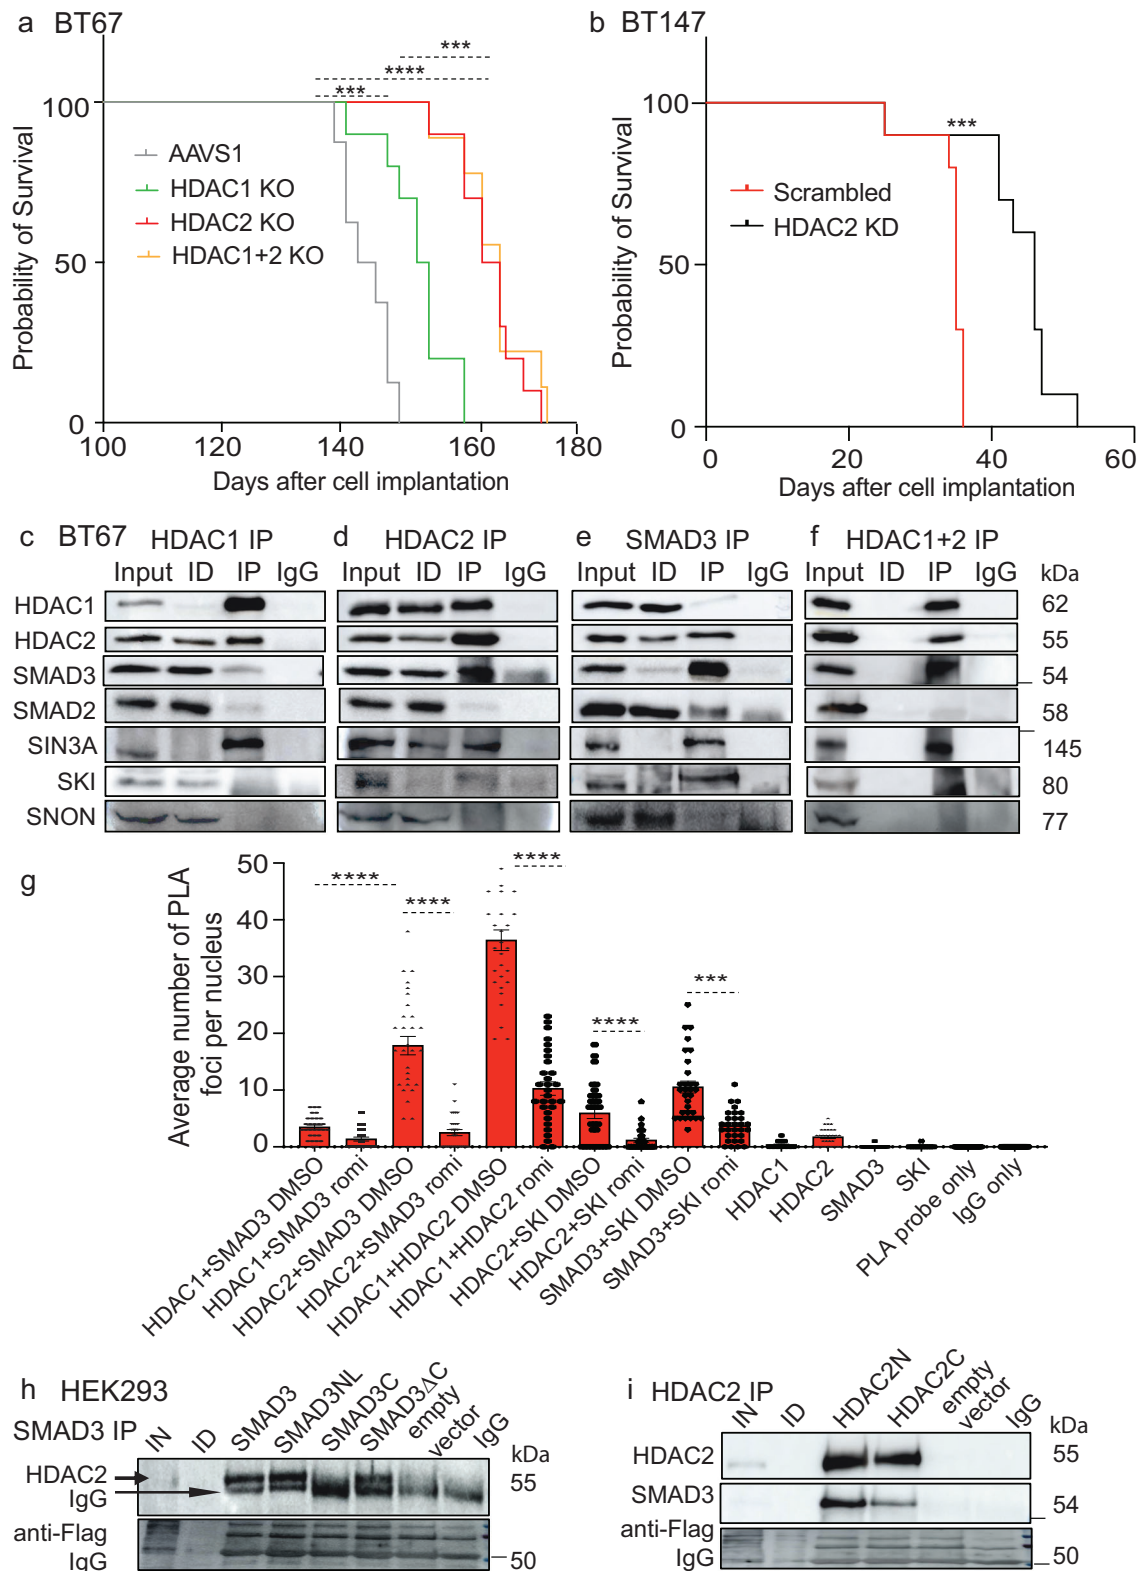 a BT67
100
50
0
Probability of Survival
*** 
****
***
AAVS1
HDAC1 KO
HDAC2 KO
HDAC1+2 KO
100 120 140 160 180
Days after cell implantation
b BT147
100
50
0
Probability of Survival
***
Scrambled
HDAC2 KD
0 20 40 60
Days after cell implantation
c BT67 HDAC1 IP d HDAC2 IP e SMAD3 IP f HDAC1+2 IP
Input ID IP IgG Input ID IP IgG Input ID IP IgG Input ID IP IgG kDa
HDAC1 62
HDAC2 55
SMAD3 54
SMAD2 58
SIN3A 145
SKI 80
SNON 77
g
Average number of PLA
foci per nucleus
50
40
30
20
10
0
****
****
****
****
***
HDAC1+SMAD3 DMSO
HDAC1+SMAD3 romi
HDAC2+SMAD3 DMSO
HDAC2+SMAD3 romi
HDAC1+HDAC2 DMSO
HDAC1+HDAC2 romi
HDAC2+SKI DMSO
HDAC2+SKI romi
SMAD3+SKI DMSO
SMAD3+SKI romi
HDAC1
HDAC2
SMAD3
SKI
PLA probe only
IgG only
h HEK293
SMAD3 IP
IN
ID
SMAD3
SMAD3NL
SMAD3C
SMAD3ΔC
empty
vector
IgG
kDa
HDAC2 55
IgG
anti-Flag
IgG 50
i HDAC2 IP
IN
ID
HDAC2N
HDAC2C
empty
vector
IgG
kDa
HDAC2 55
SMAD3 54
anti-Flag
IgG 50